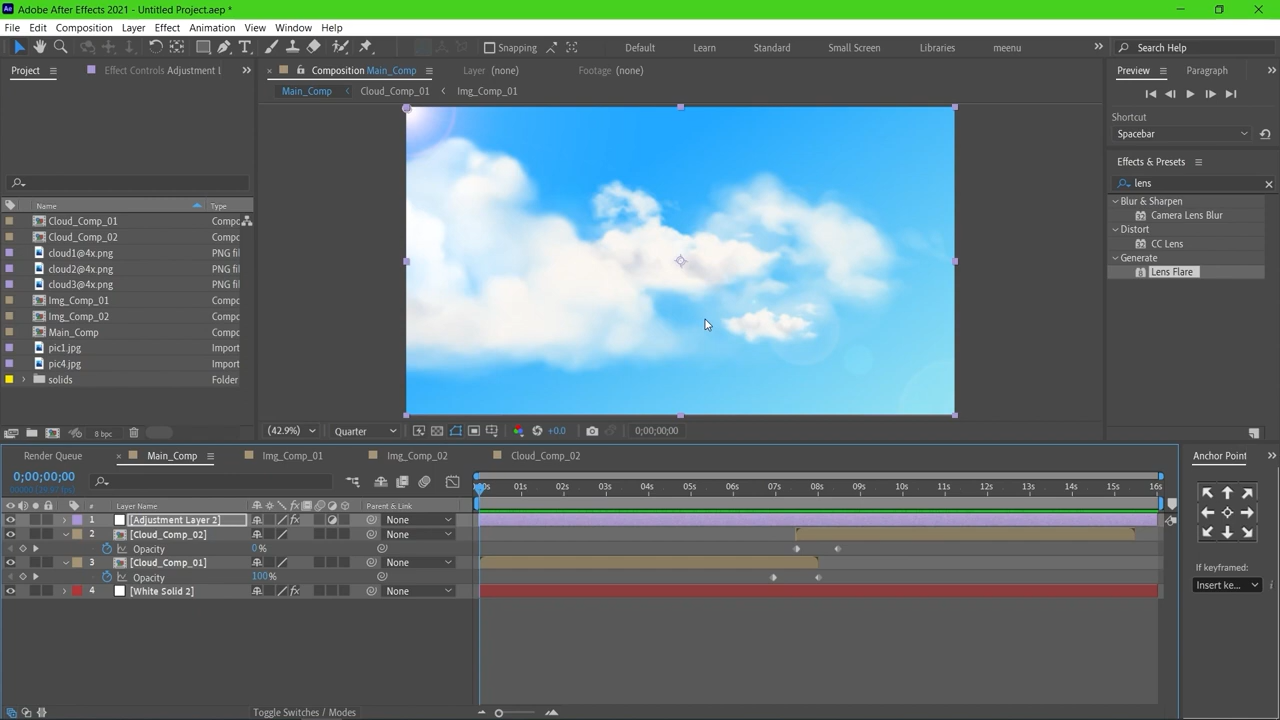 Adobe After Effects 2021 - Untitled Project.aep *
File Edit Composition Layer Effect Animation View Window Help
Snapping Default Learn Standard Small Screen Libraries meenu Search Help
Project Effect Controls Adjustment L Composition Main_Comp Layer (none) Footage (none) Preview Paragraph
Main_Comp Cloud_Comp_01 Img_Comp_01
Shortcut
Spacebar
Effects & Presets
lens
Blur & Sharpen
Camera Lens Blur
Distort
CC Lens
Generate
Lens Flare
Name Type
Cloud_Comp_01 Compo
Cloud_Comp_02 Compo
cloud1@4x.png PNG fi
cloud2@4x.png PNG fi
cloud3@4x.png PNG fi
Img_Comp_01 Compo
Img_Comp_02 Compo
Main_Comp Compo
pic1.jpg Import
pic4.jpg Import
solids Folder
8 bpc (42.9%) Quarter +0.0 0;00;00;00
Render Queue Main_Comp Img_Comp_01 Img_Comp_02 Cloud_Comp_02 Anchor Point
0;00;00;00
:00s 01s 02s 03s 04s 05s 06s 07s 08s 09s 10s 11s 12s 13s 14s 15s 16s
# Layer Name Parent & Link
1 [Adjustment Layer 2] None
2 [Cloud_Comp_02] None
Opacity 0%
3 [Cloud_Comp_01] None
Opacity 100%
4 [White Solid 2] None
If keyframed:
Insert ke...
Toggle Switches / Modes